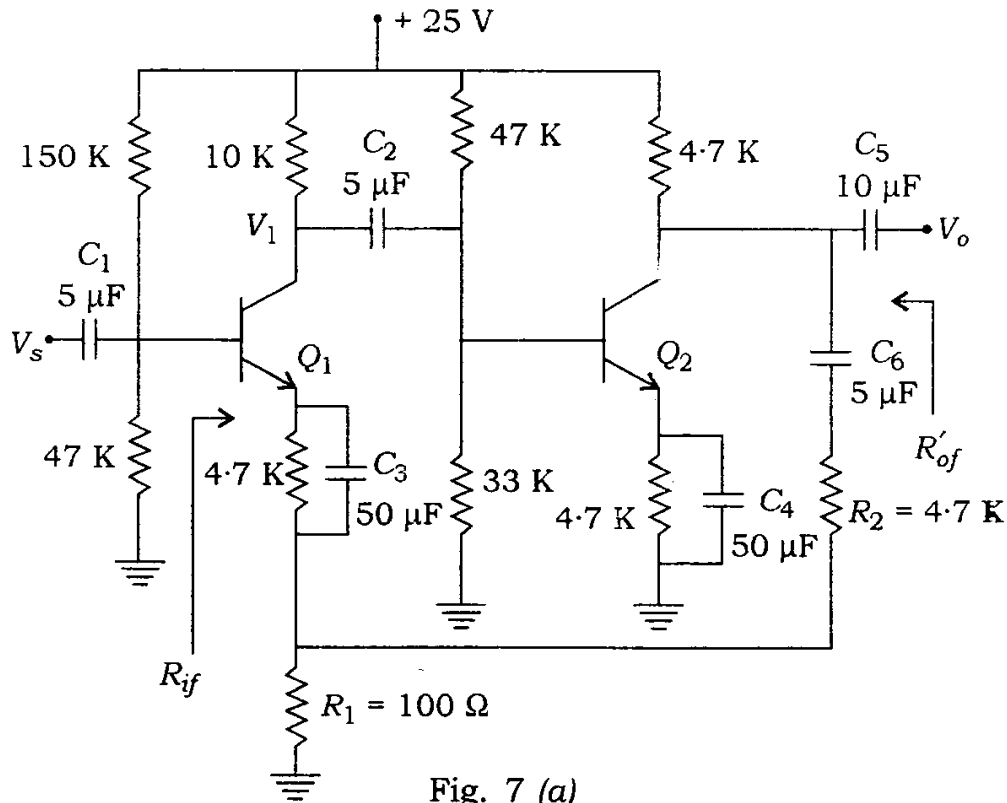 + 25 V
150 K
10 K
C2
5 μF
47 K
4·7 K
C5
10 μF
V1
Vo
C1
5 μF
Vs
Q1
Q2
C6
5 μF
R'of
47 K
4·7 K
C3
50 μF
33 K
4·7 K
C4
50 μF
R2 = 4·7 K
Rif
R1 = 100 Ω
Fig. 7 (a)